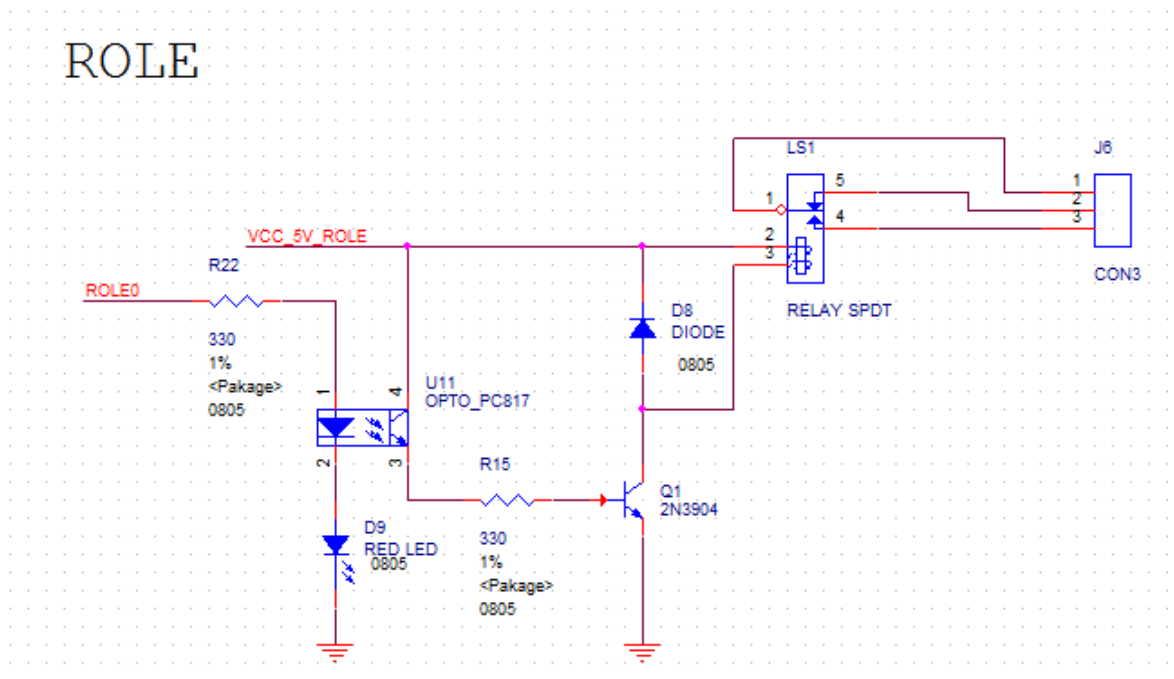 ROLE
LS1
J6
1
5
4
2
3
1
2
3
CON3
RELAY SPDT
VCC_5V_ROLE
R22
ROLE0
330
1%
<Pakage>
0805
D8
DIODE
0805
1
4
U11
OPTO_PC817
2
3
R15
330
1%
<Pakage>
0805
Q1
2N3904
D9
RED LED
0805